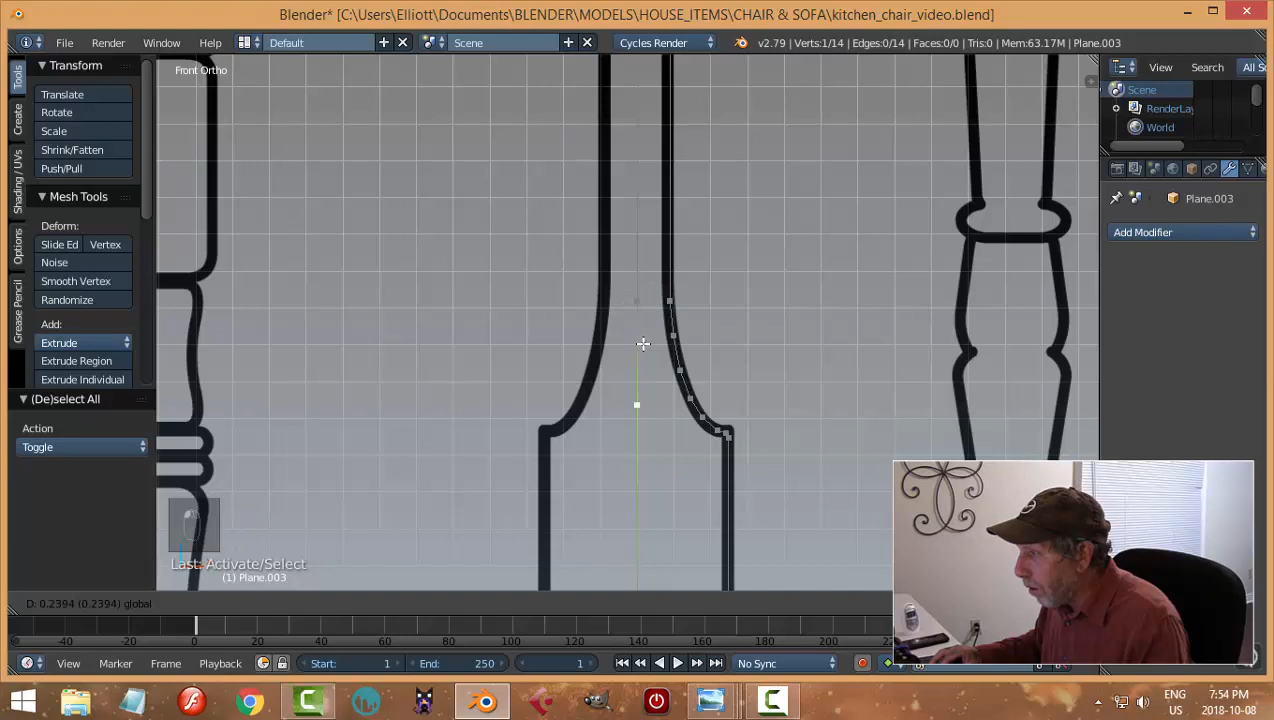 Blender* [C:\Users\Elliott\Documents\BLENDER\MODELS\HOUSE_ITEMS\CHAIR & SOFA\kitchen_chair_video.blend]
File Render Window Help Default Scene Cycles Render v2.79 | Verts:1/14 | Edges:0/14 | Faces:0/0 | Tris:0 | Mem:63.17M | Plane.003
Tools
Create
Shading / UVs
Options
Grease Pencil
Transform
Translate
Rotate
Scale
Shrink/Fatten
Push/Pull
Mesh Tools
Deform:
Slide Ed Vertex
Noise
Smooth Vertex
Randomize
Add:
Extrude
Extrude Region
Extrude Individual
(De)select All
Action
Toggle
Front Ortho
Last: Activate/Select
(1) Plane.003
View Search All S
Scene
RenderLay
World
Plane.003
Add Modifier
D: 0.2394 (0.2394) global
-40 -20 0 20 40 60 80 100 120 140 160 180 200
View Marker Frame Playback Start: 1 End: 250 1 No Sync
ENG
US
7:54 PM
2018-10-08